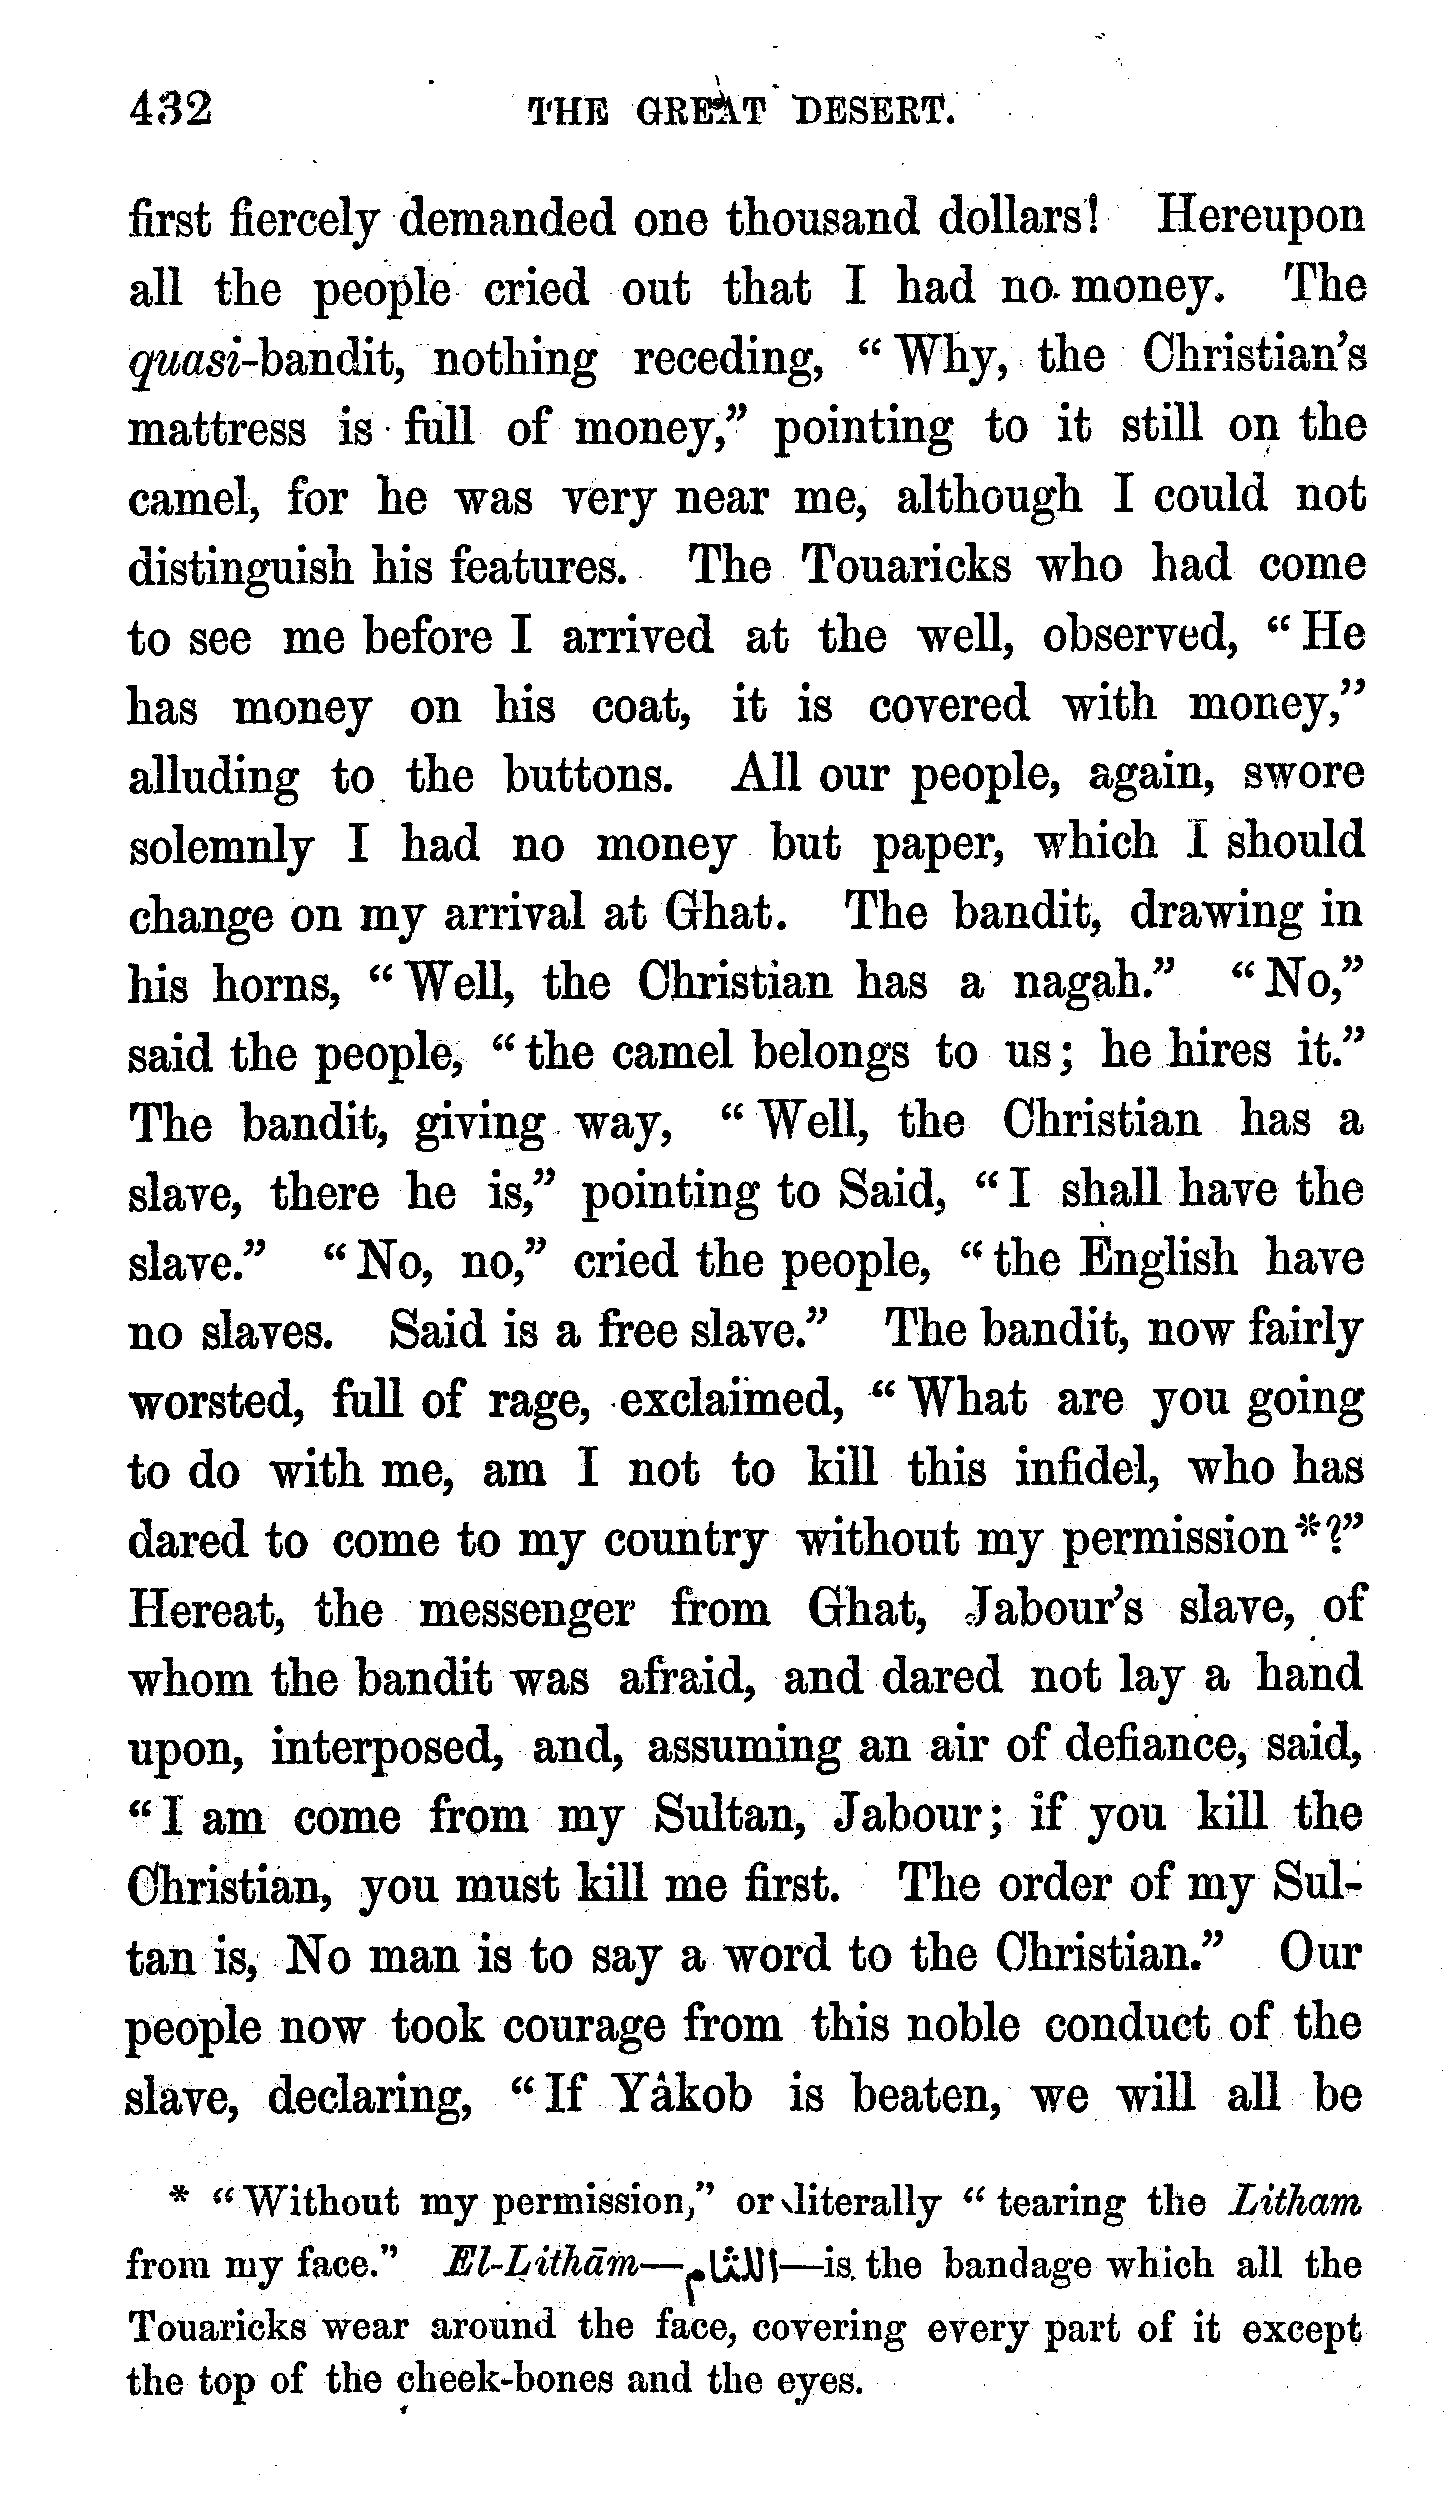 432 THE GREAT DESERT.
first fiercely demanded one thousand dollars! Hereupon
all the people cried out that I had no money. The
quasi-bandit, nothing receding, “Why, the Christian’s
mattress is full of money,” pointing to it still on the
camel, for he was very near me, although I could not
distinguish his features. The Touaricks who had come
to see me before I arrived at the well, observed, “He
has money on his coat, it is covered with money,”
alluding to the buttons. All our people, again, swore
solemnly I had no money but paper, which I should
change on my arrival at Ghat. The bandit, drawing in
his horns, “Well, the Christian has a nagah.” “No,”
said the people, “the camel belongs to us; he hires it.”
The bandit, giving way, “Well, the Christian has a
slave, there he is,” pointing to Said, “I shall have the
slave.” “No, no,” cried the people, “the English have
no slaves. Said is a free slave.” The bandit, now fairly
worsted, full of rage, exclaimed, “What are you going
to do with me, am I not to kill this infidel, who has
dared to come to my country without my permission*?”
Hereat, the messenger from Ghat, Jabour’s slave, of
whom the bandit was afraid, and dared not lay a hand
upon, interposed, and, assuming an air of defiance, said,
“I am come from my Sultan, Jabour; if you kill the
Christian, you must kill me first. The order of my Sul-
tan is, No man is to say a word to the Christian.” Our
people now took courage from this noble conduct of the
slave, declaring, “If Yâkob is beaten, we will all be
* “Without my permission,” or literally “tearing the Litham
from my face.” El-Lithām—اللثام—is the bandage which all the
Touaricks wear around the face, covering every part of it except
the top of the cheek-bones and the eyes.